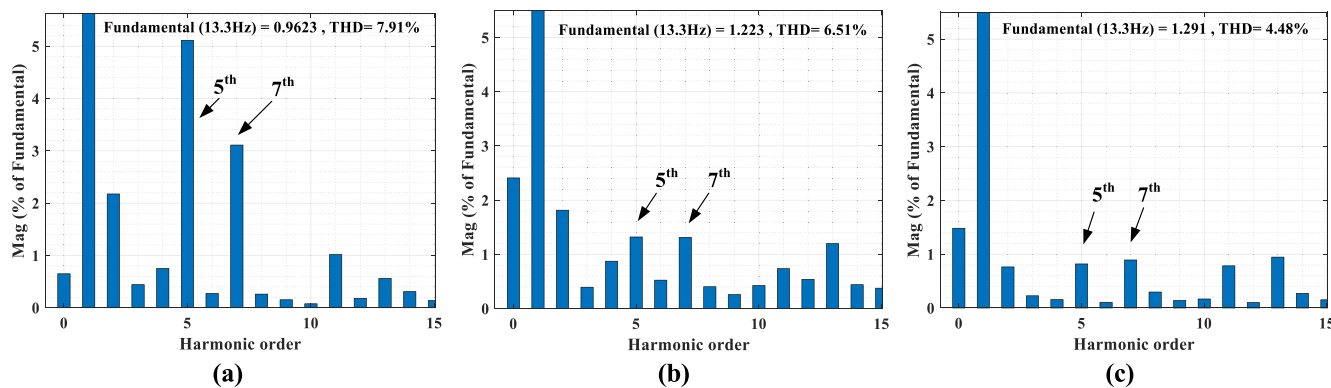 Fundamental (13.3Hz) = 0.9623 , THD= 7.91%
Mag (% of Fundamental)
5
4
3
2
1
0
5th
7th
0 5 10 15
Harmonic order
(a)
Fundamental (13.3Hz) = 1.223 , THD= 6.51%
Mag (% of Fundamental)
5
4
3
2
1
0
5th
7th
0 5 10 15
Harmonic order
(b)
Fundamental (13.3Hz) = 1.291 , THD= 4.48%
Mag (% of Fundamental)
5
4
3
2
1
0
5th
7th
0 5 10 15
Harmonic order
(c)